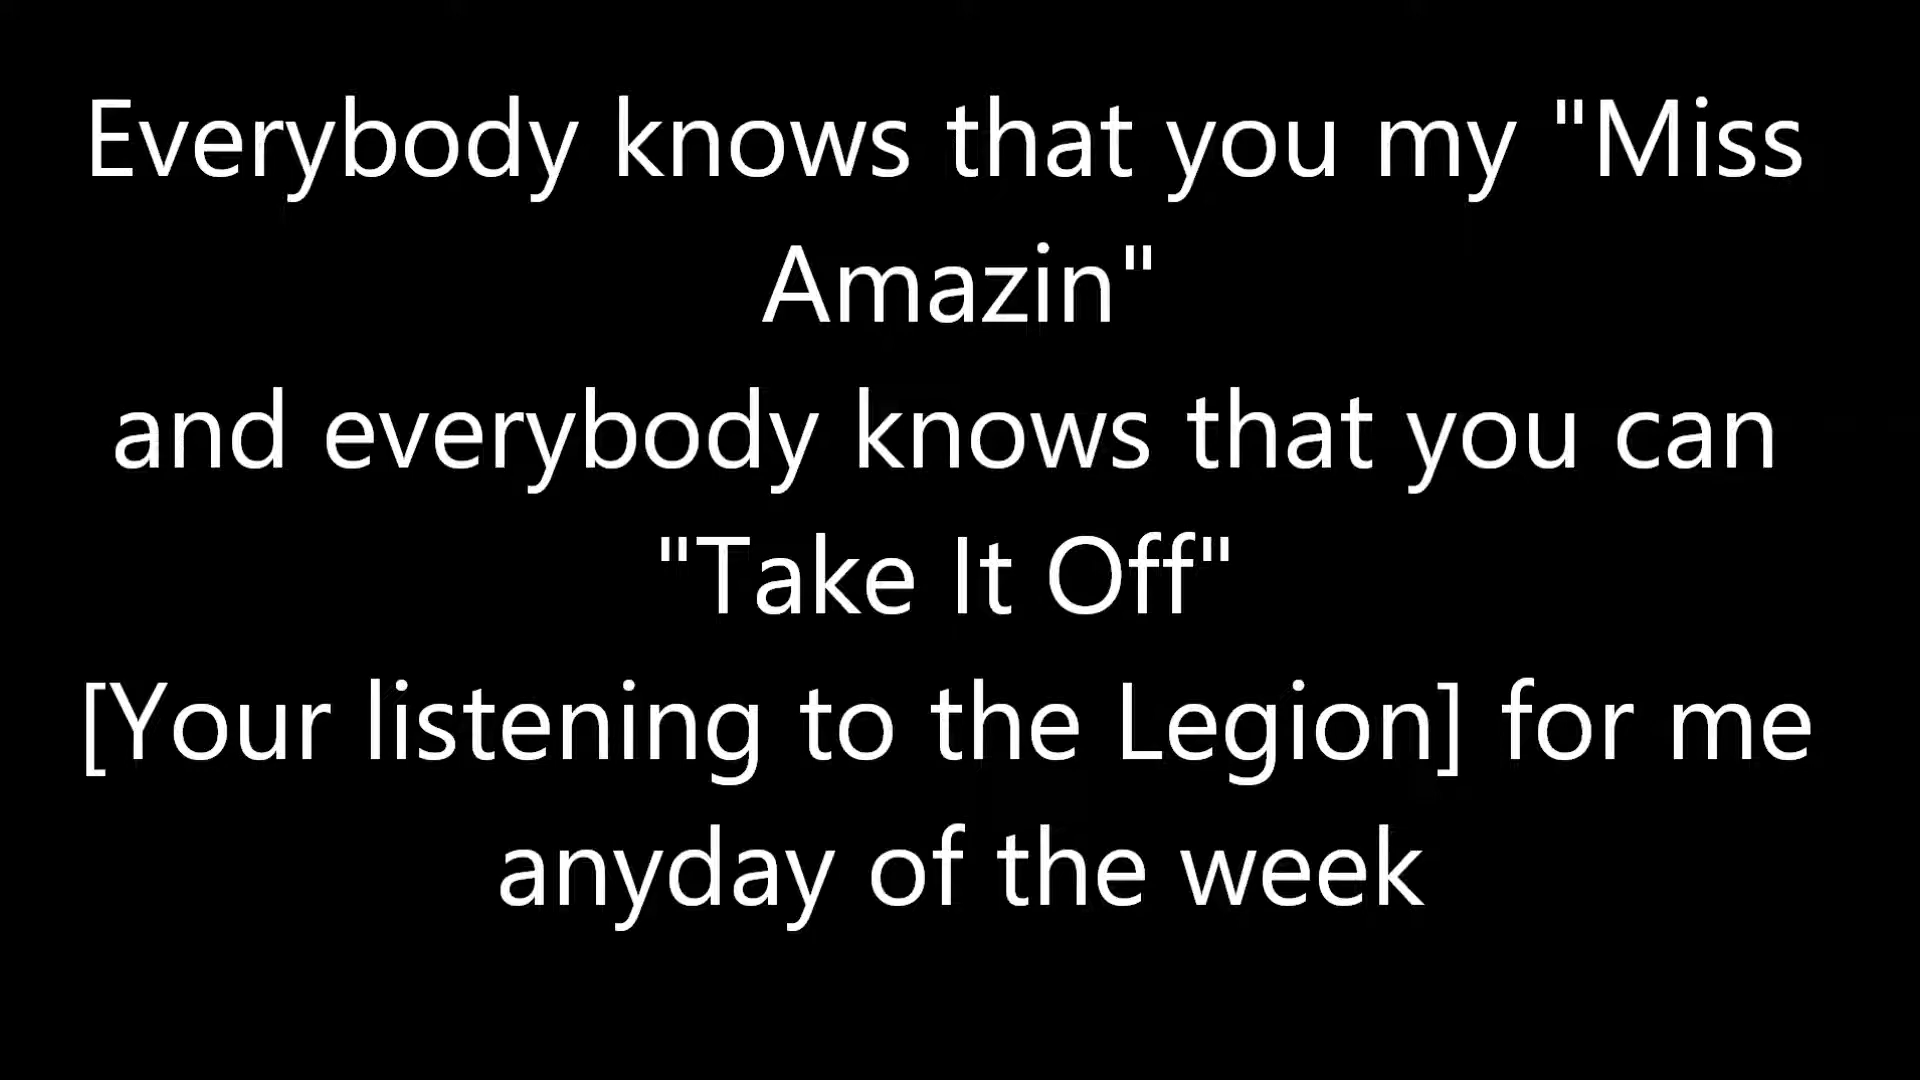 Everybody knows that you my "Miss
Amazin"
and everybody knows that you can
"Take It Off"
[Your listening to the Legion] for me
anyday of the week